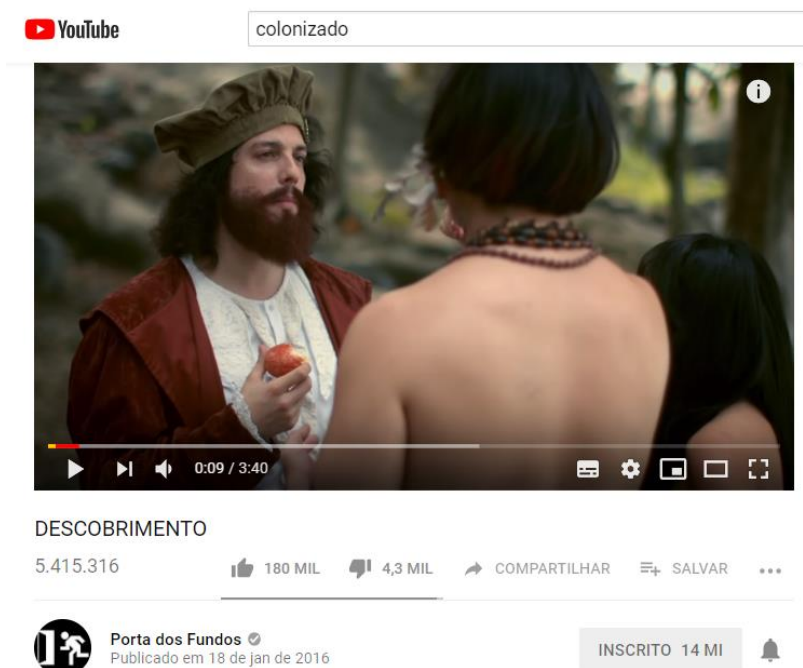 YouTube
colonizado
0:09 / 3:40
DESCOBRIMENTO
5.415.316 180 MIL 4,3 MIL COMPARTILHAR SALVAR
Porta dos Fundos
Publicado em 18 de jan de 2016
INSCRITO 14 MI